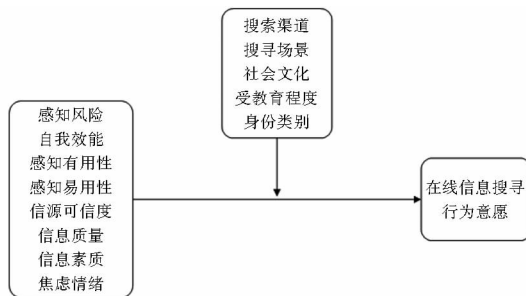 搜索渠道
搜寻场景
社会文化
受教育程度
身份类别
感知风险
自我效能
感知有用性
感知易用性
信源可信度
信息质量
信息素质
焦虑情绪
在线信息搜寻
行为意愿